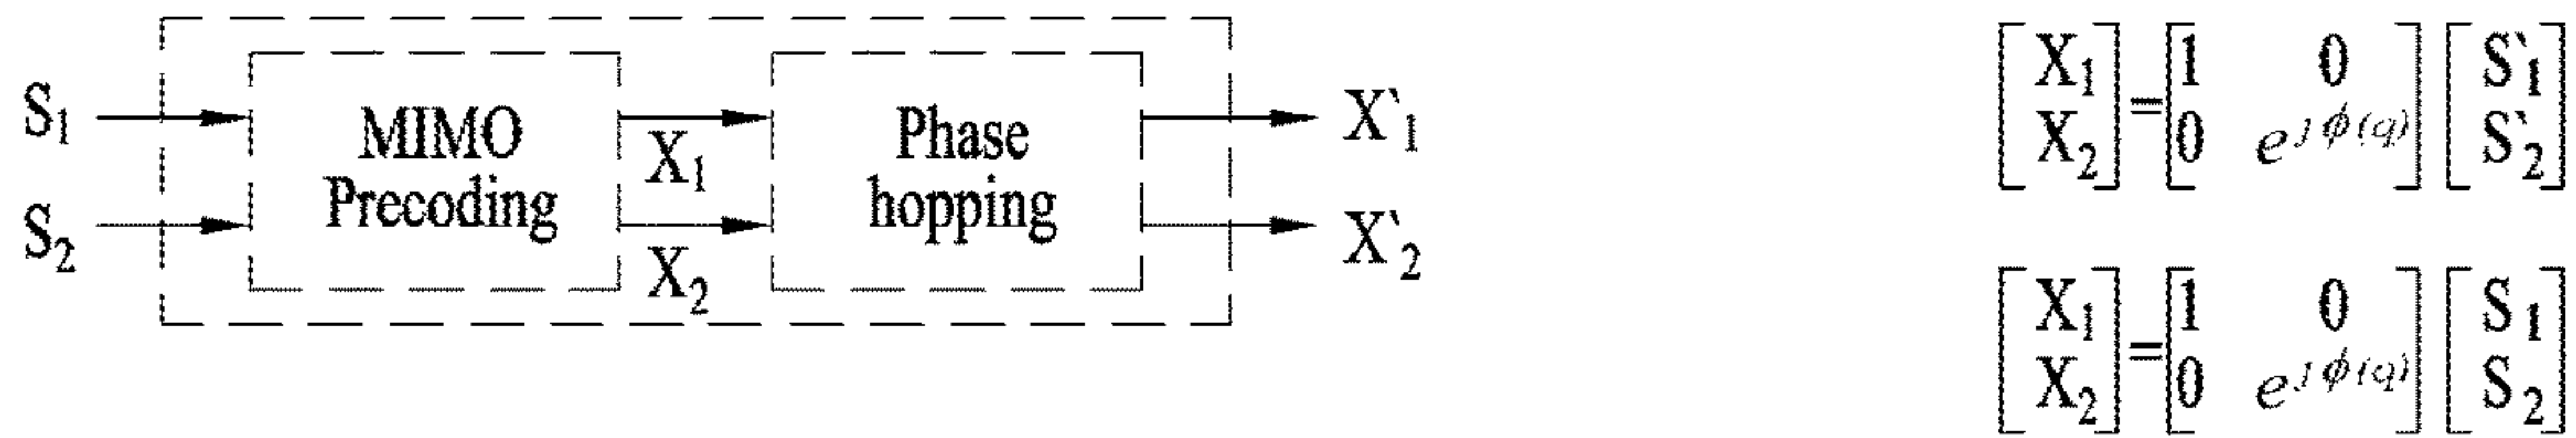 S₁
S₂
MIMO
Precoding
X₁
X₂
Phase
hopping
X`₁
X`₂
[X₁ X₂] = [1 0; 0 e^{jϕ(q)}] [S`₁ S`₂]
[X₁ X₂] = [1 0; 0 e^{jϕ(q)}] [S₁ S₂]